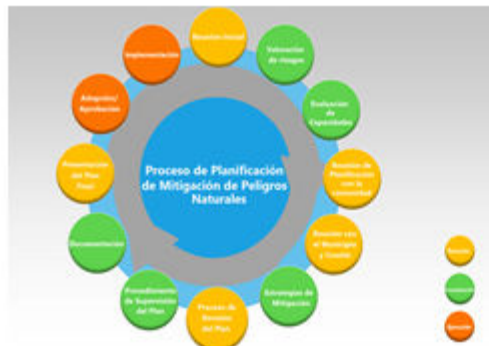 Reunión Inicial
Valoración
de riesgos
Evaluación
de
Capacidades
Reunión de
Planificación
con la
comunidad
Reunión con
el Municipio
y Comité
Estrategias de
Mitigación
Proceso de
Revisión
del Plan
Procedimiento
de Supervisión
del Plan
Documentación
Presentación
del Plan
Final
Adopción/
Aprobación
Implementación
Proceso de Planificación
de Mitigación de Peligros
Naturales
Reunión
Ejecución